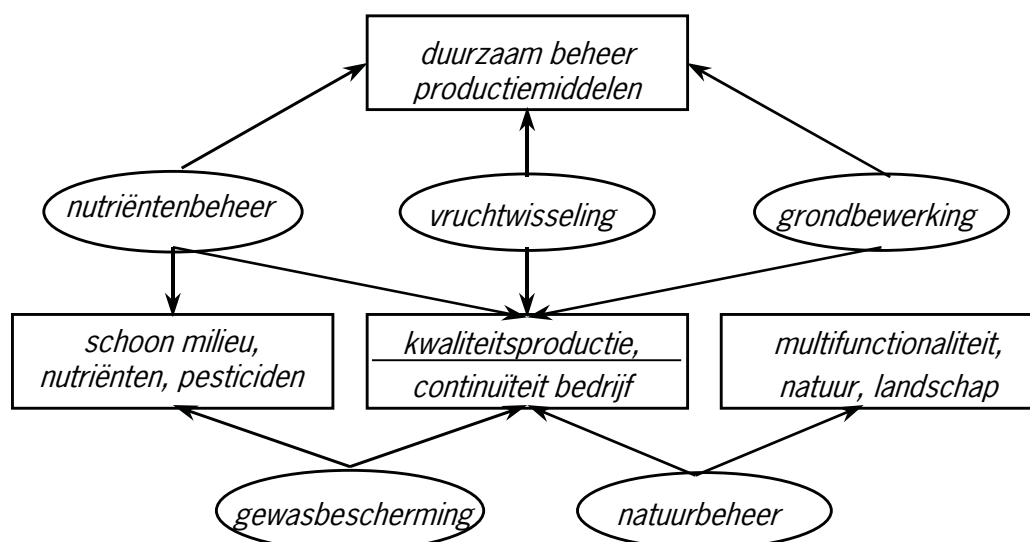 duurzaam beheer
productiemiddelen
nutriëntenbeheer
vruchtwisseling
grondbewerking
schoon milieu,
nutriënten, pesticiden
kwaliteitsproductie,
continuïteit bedrijf
multifunctionaliteit,
natuur, landschap
gewasbescherming
natuurbeheer